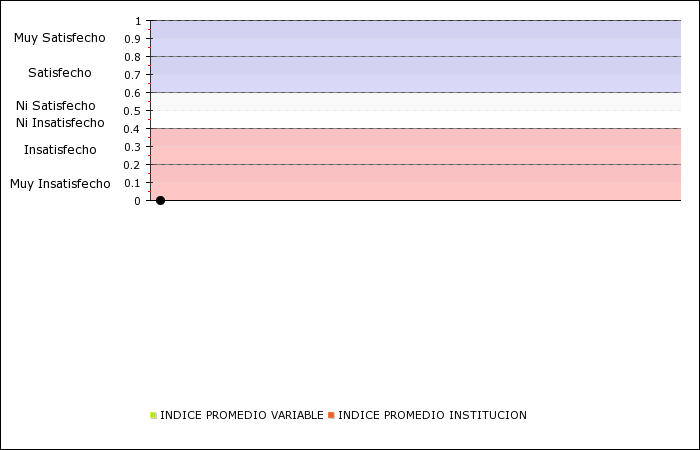 1
Muy Satisfecho
0.9
0.8
Satisfecho
0.7
0.6
Ni Satisfecho
0.5
Ni Insatisfecho
0.4
Insatisfecho
0.3
0.2
Muy Insatisfecho
0.1
0
INDICE PROMEDIO VARIABLE INDICE PROMEDIO INSTITUCION